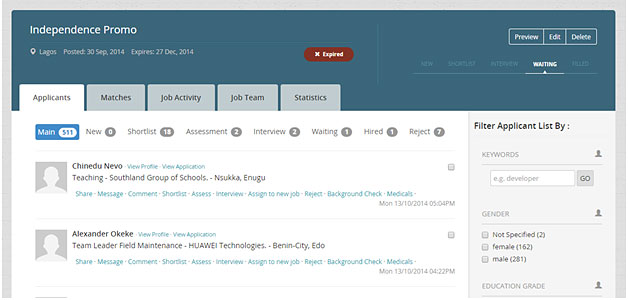 Independence Promo
Preview Edit Delete
Lagos Posted: 30 Sep, 2014 Expires: 27 Dec, 2014
✖ Expired
NEW SHORTLIST INTERVIEW WAITING FILLED
Applicants Matches Job Activity Job Team Statistics
Main 511 New 0 Shortlist 18 Assessment 2 Interview 2 Waiting 1 Hired 1 Reject 7
Chinedu Nevo · View Profile · View Application
Teaching - Southland Group of Schools. - Nsukka, Enugu
Share · Message · Comment · Shortlist · Assess · Interview · Assign to new job · Reject · Background Check · Medicals ·
Mon 13/10/2014 05:04PM
Alexander Okeke · View Profile · View Application
Team Leader Field Maintenance - HUAWEI Technologies. - Benin-City, Edo
Share · Message · Comment · Shortlist · Assess · Interview · Assign to new job · Reject · Background Check · Medicals ·
Mon 13/10/2014 04:22PM
Filter Applicant List By :
KEYWORDS
e.g. developer GO
GENDER
Not Specified (2)
female (162)
male (281)
EDUCATION GRADE